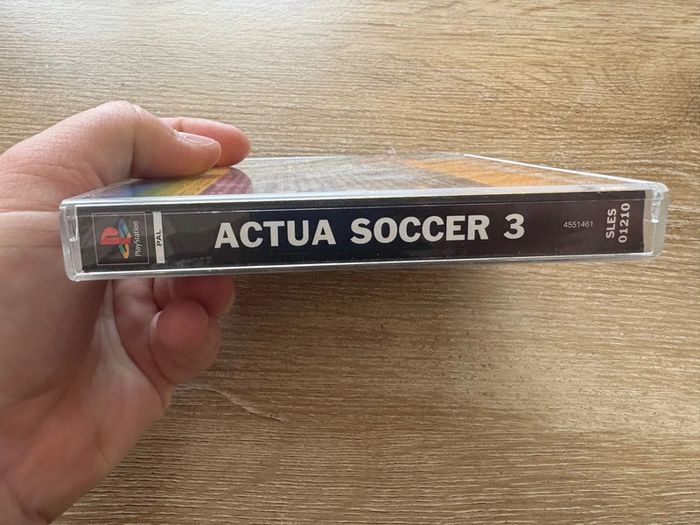 PlayStation
PAL
ACTUA SOCCER 3
4551461
SLES
01210